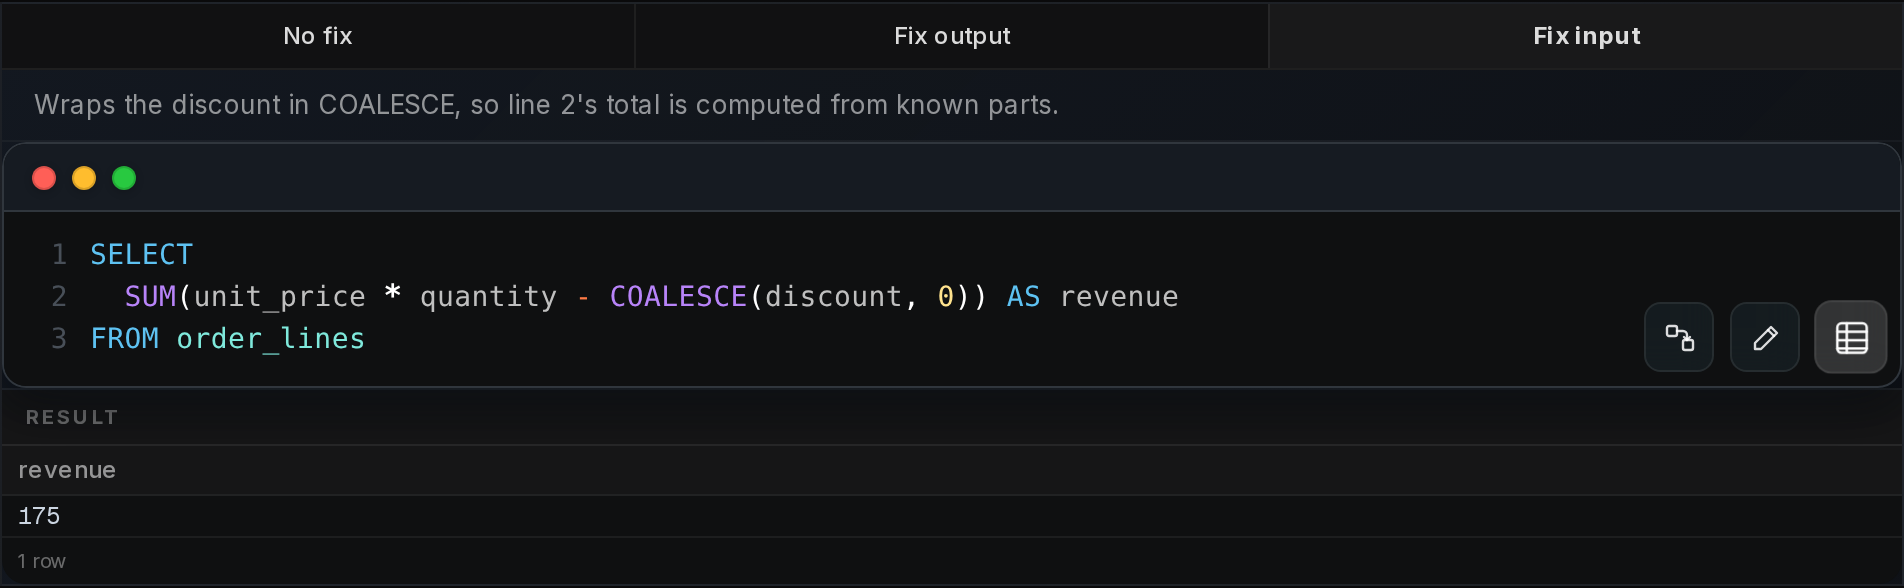 No fix
Fix output
Fix input
Wraps the discount in COALESCE, so line 2's total is computed from known parts.
1 SELECT
2   SUM(unit_price * quantity - COALESCE(discount, 0)) AS revenue
3 FROM order_lines
RESULT
revenue
175
1 row